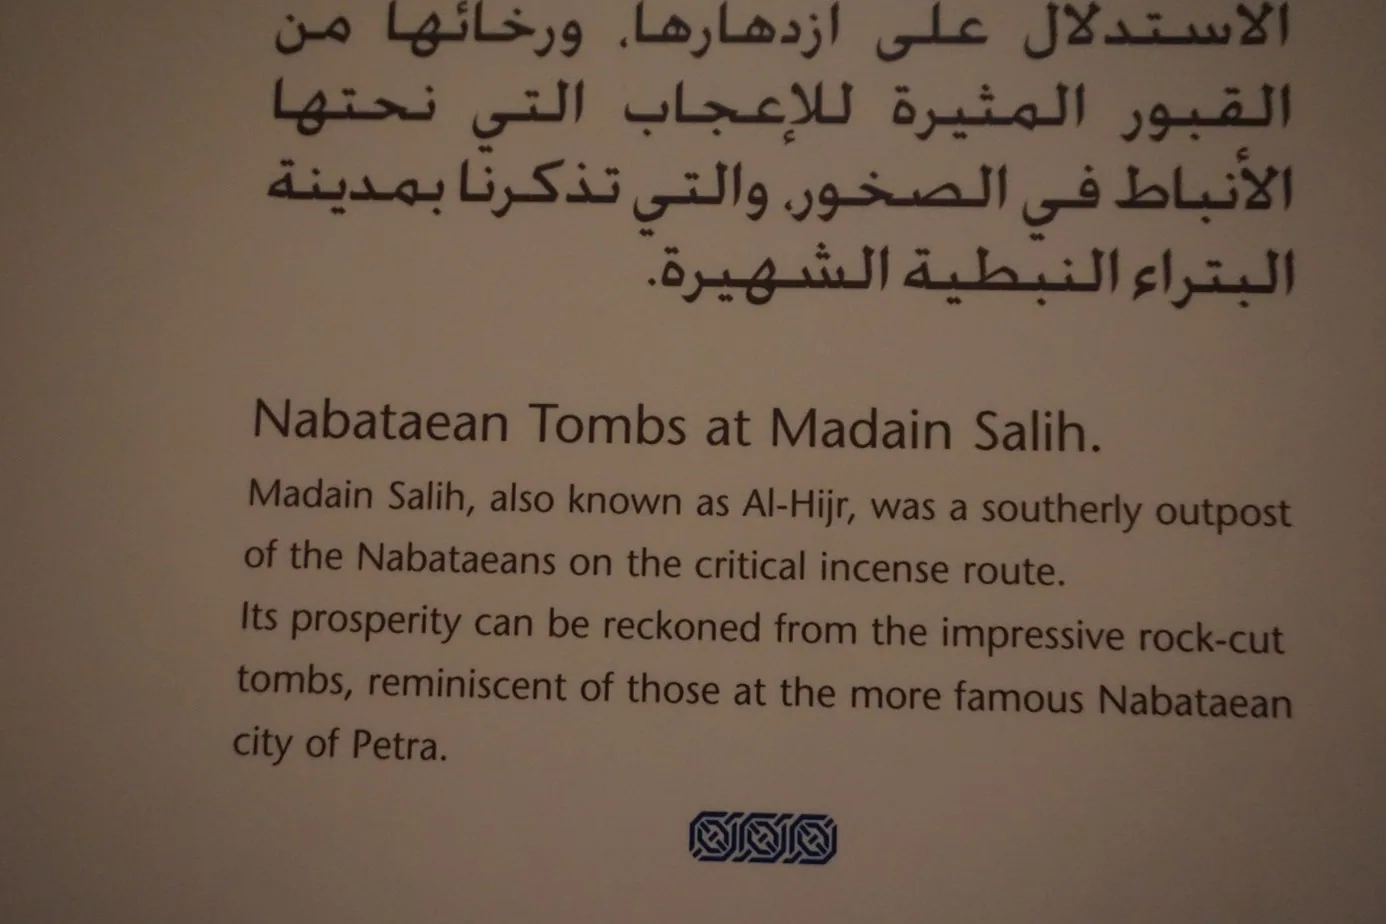 الاستدلال على ازدهارها، ورخائها من
القبور المثيرة للإعجاب التي نحتها
الأنباط في الصخور، والتي تذكرنا بمدينة
البتراء النبطية الشهيرة.
Nabataean Tombs at Madain Salih.
Madain Salih, also known as Al-Hijr, was a southerly outpost
of the Nabataeans on the critical incense route.
Its prosperity can be reckoned from the impressive rock-cut
tombs, reminiscent of those at the more famous Nabataean
city of Petra.